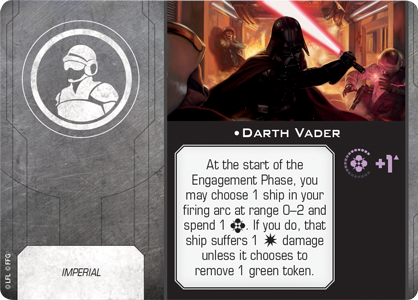 •DARTH VADER
+1
At the start of the
Engagement Phase, you
may choose 1 ship in your
firing arc at range 0–2 and
spend 1 . If you do, that
ship suffers 1 damage
unless it chooses to
remove 1 green token.
IMPERIAL
©LFL ©FFG